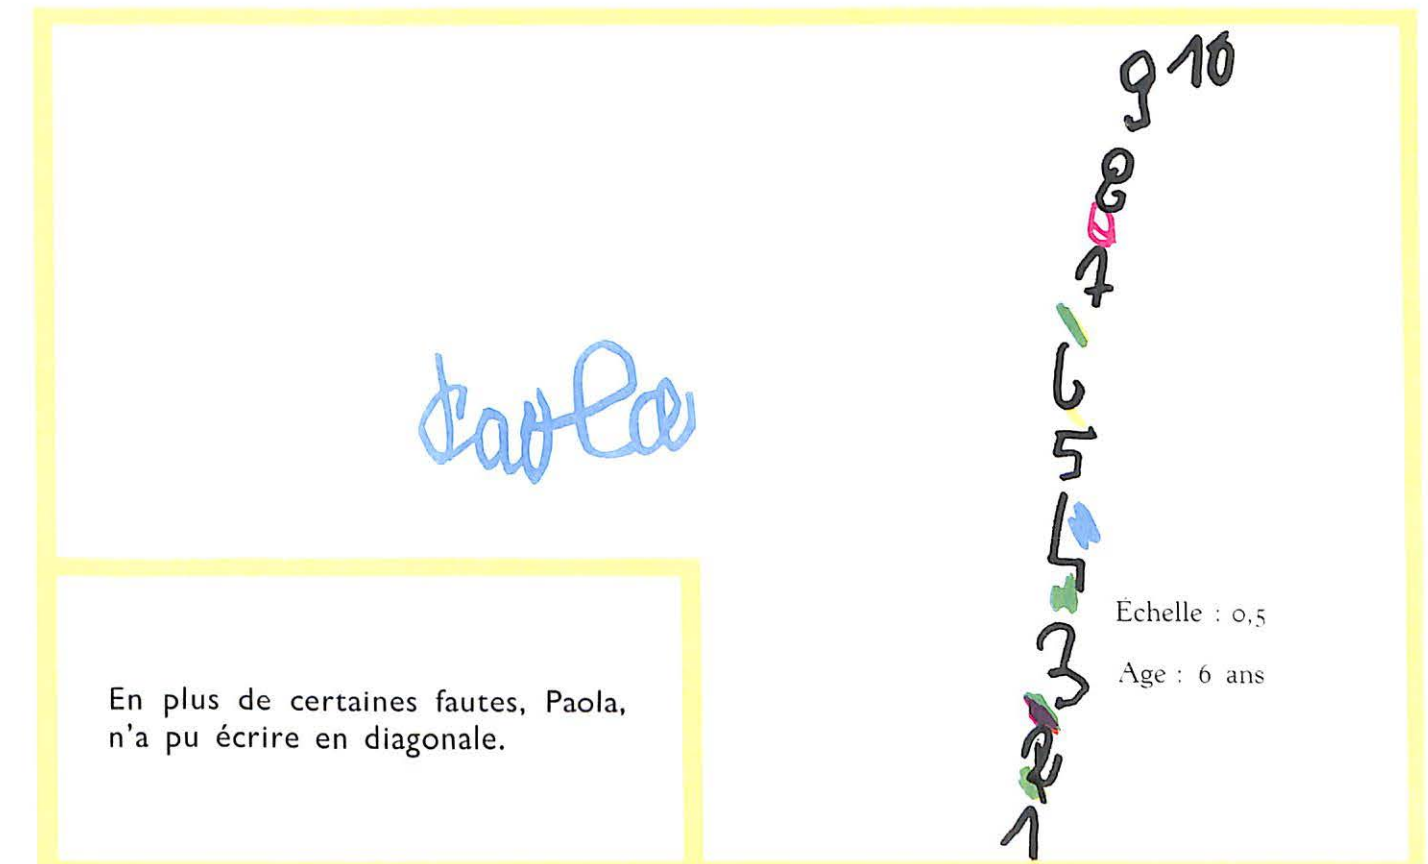 9 10
8
7
6
Paola
5
4
Échelle : 0,5
3
Age : 6 ans
En plus de certaines fautes, Paola,
n'a pu écrire en diagonale.
2
1